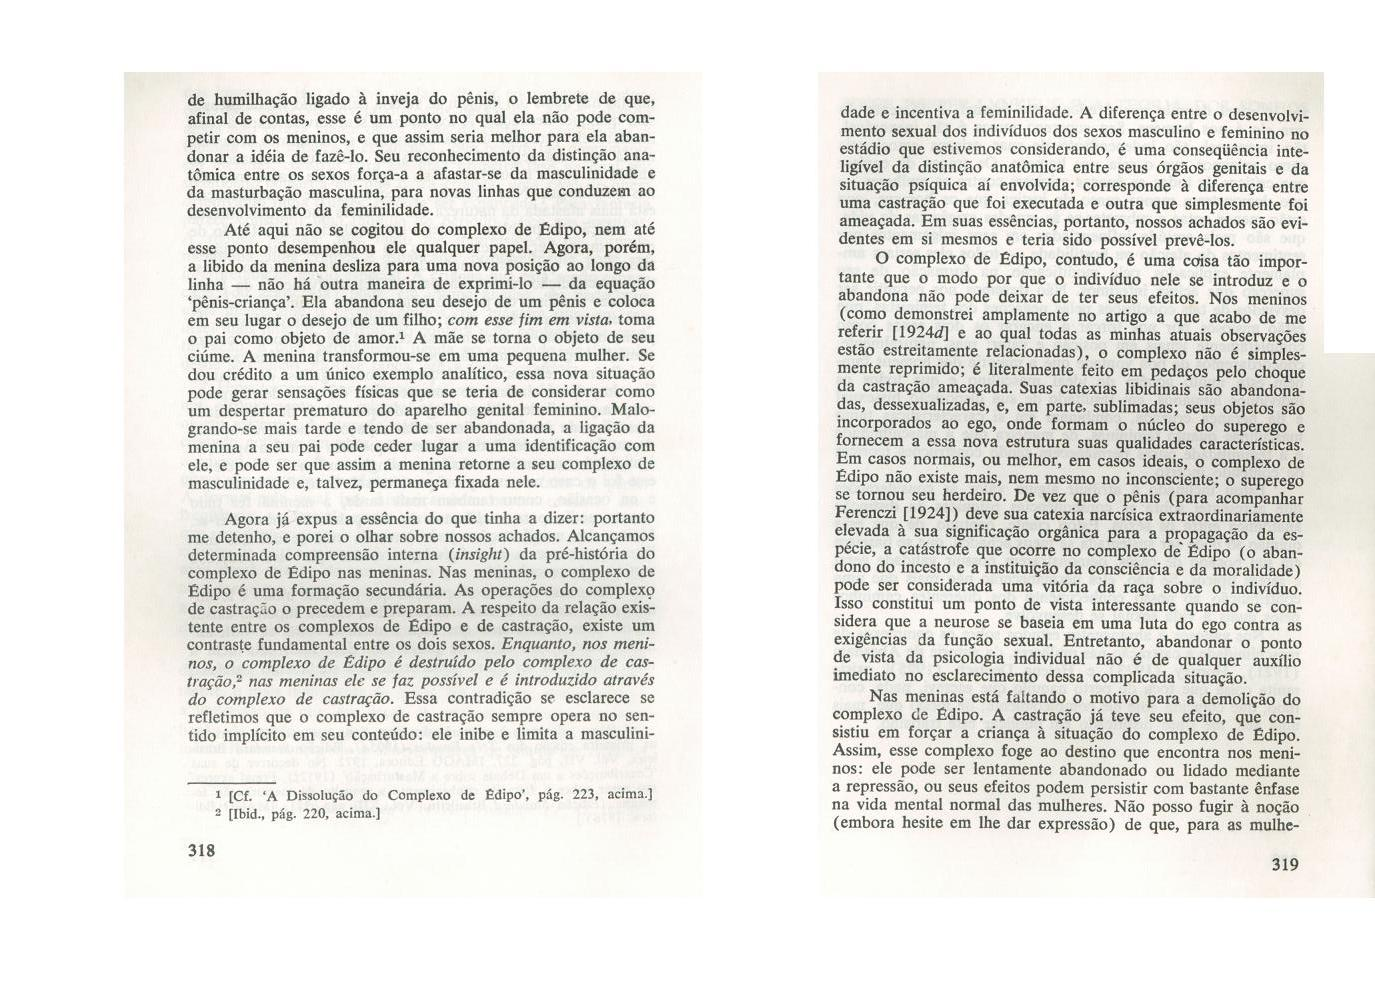 de humilhação ligado à inveja do pênis, o lembrete de que,
afinal de contas, esse é um ponto no qual ela não pode com-
petir com os meninos, e que assim seria melhor para ela aban-
donar a idéia de fazê-lo. Seu reconhecimento da distinção ana-
tômica entre os sexos força-a a afastar-se da masculinidade e
da masturbação masculina, para novas linhas que conduzem ao
desenvolvimento da feminilidade.
Até aqui não se cogitou do complexo de Édipo, nem até
esse ponto desempenhou ele qualquer papel. Agora, porém,
a libido da menina desliza para uma nova posição ao longo da
linha — não há outra maneira de exprimi-lo — da equação
‘pênis-criança’. Ela abandona seu desejo de um pênis e coloca
em seu lugar o desejo de um filho; com esse fim em vista, toma
o pai como objeto de amor.¹ A mãe se torna o objeto de seu
ciúme. A menina transformou-se em uma pequena mulher. Se
dou crédito a um único exemplo analítico, essa nova situação
pode gerar sensações físicas que se teria de considerar como
um despertar prematuro do aparelho genital feminino. Malo-
grando-se mais tarde e tendo de ser abandonada, a ligação da
menina a seu pai pode ceder lugar a uma identificação com
ele, e pode ser que assim a menina retorne a seu complexo de
masculinidade e, talvez, permaneça fixada nele.
Agora já expus a essência do que tinha a dizer: portanto
me detenho, e porei o olhar sobre nossos achados. Alcançamos
determinada compreensão interna (insight) da pré-história do
complexo de Édipo nas meninas. Nas meninas, o complexo de
Édipo é uma formação secundária. As operações do complexo
de castração o precedem e preparam. A respeito da relação exis-
tente entre os complexos de Édipo e de castração, existe um
contraste fundamental entre os dois sexos. Enquanto, nos meni-
nos, o complexo de Édipo é destruído pelo complexo de cas-
tração,² nas meninas ele se faz possível e é introduzido através
do complexo de castração. Essa contradição se esclarece se
refletimos que o complexo de castração sempre opera no sen-
tido implícito em seu conteúdo: ele inibe e limita a masculini-
¹ [Cf. ‘A Dissolução do Complexo de Édipo’, pág. 223, acima.]
² [Ibid., pág. 220, acima.]
318
dade e incentiva a feminilidade. A diferença entre o desenvolvi-
mento sexual dos indivíduos dos sexos masculino e feminino no
estádio que estivemos considerando, é uma conseqüência inte-
ligível da distinção anatômica entre seus órgãos genitais e da
situação psíquica aí envolvida; corresponde à diferença entre
uma castração que foi executada e outra que simplesmente foi
ameaçada. Em suas essências, portanto, nossos achados são evi-
dentes em si mesmos e teria sido possível prevê-los.
O complexo de Édipo, contudo, é uma coisa tão impor-
tante que o modo por que o indivíduo nele se introduz e o
abandona não pode deixar de ter seus efeitos. Nos meninos
(como demonstrei amplamente no artigo a que acabo de me
referir [1924d] e ao qual todas as minhas atuais observações
estão estreitamente relacionadas), o complexo não é simples-
mente reprimido; é literalmente feito em pedaços pelo choque
da castração ameaçada. Suas catexias libidinais são abandona-
das, dessexualizadas, e, em parte, sublimadas; seus objetos são
incorporados ao ego, onde formam o núcleo do superego e
fornecem a essa nova estrutura suas qualidades características.
Em casos normais, ou melhor, em casos ideais, o complexo de
Édipo não existe mais, nem mesmo no inconsciente; o superego
se tornou seu herdeiro. De vez que o pênis (para acompanhar
Ferenczi [1924]) deve sua catexia narcísica extraordinariamente
elevada à sua significação orgânica para a propagação da es-
pécie, a catástrofe que ocorre no complexo de Édipo (o aban-
dono do incesto e a instituição da consciência e da moralidade)
pode ser considerada uma vitória da raça sobre o indivíduo.
Isso constitui um ponto de vista interessante quando se con-
sidera que a neurose se baseia em uma luta do ego contra as
exigências da função sexual. Entretanto, abandonar o ponto
de vista da psicologia individual não é de qualquer auxílio
imediato no esclarecimento dessa complicada situação.
Nas meninas está faltando o motivo para a demolição do
complexo de Édipo. A castração já teve seu efeito, que con-
sistiu em forçar a criança à situação do complexo de Édipo.
Assim, esse complexo foge ao destino que encontra nos meni-
nos: ele pode ser lentamente abandonado ou lidado mediante
a repressão, ou seus efeitos podem persistir com bastante ênfase
na vida mental normal das mulheres. Não posso fugir à noção
(embora hesite em lhe dar expressão) de que, para as mulhe-
319